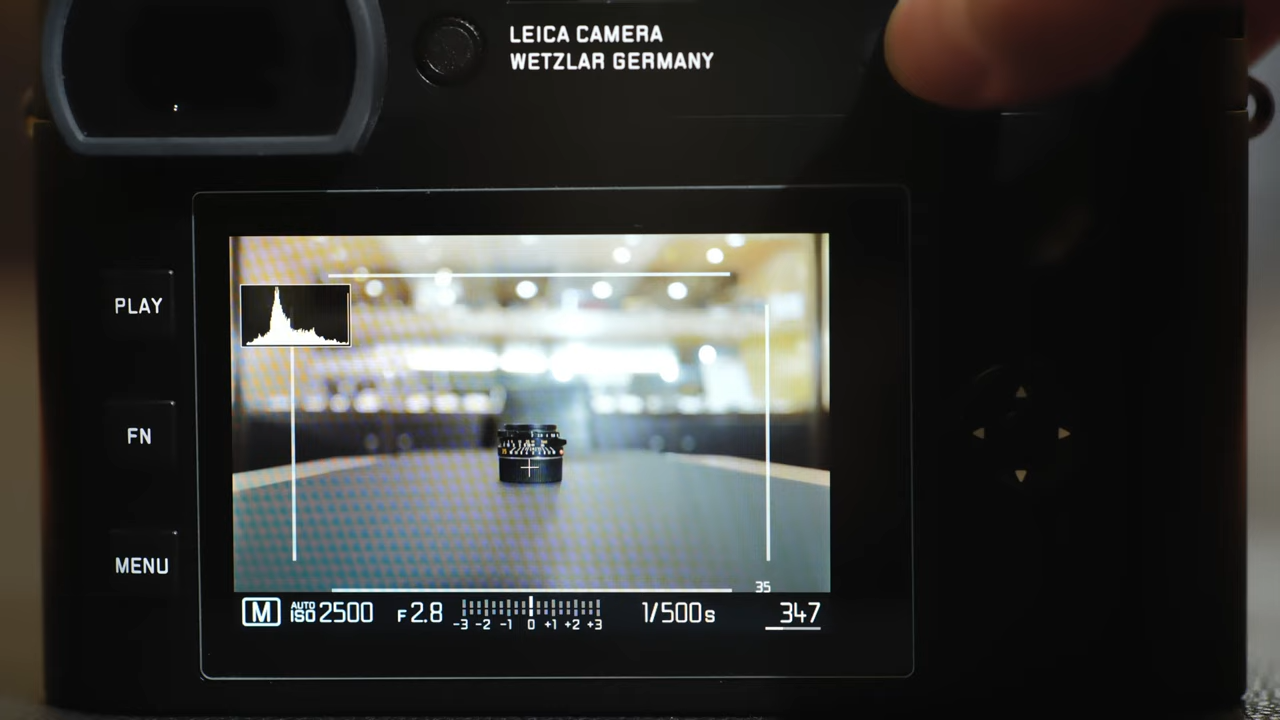 LEICA CAMERA
WETZLAR GERMANY
PLAY
FN
MENU
35
M AUTO ISO 2500 F 2.8 -3 -2 -1 0 +1 +2 +3 1/500s 347